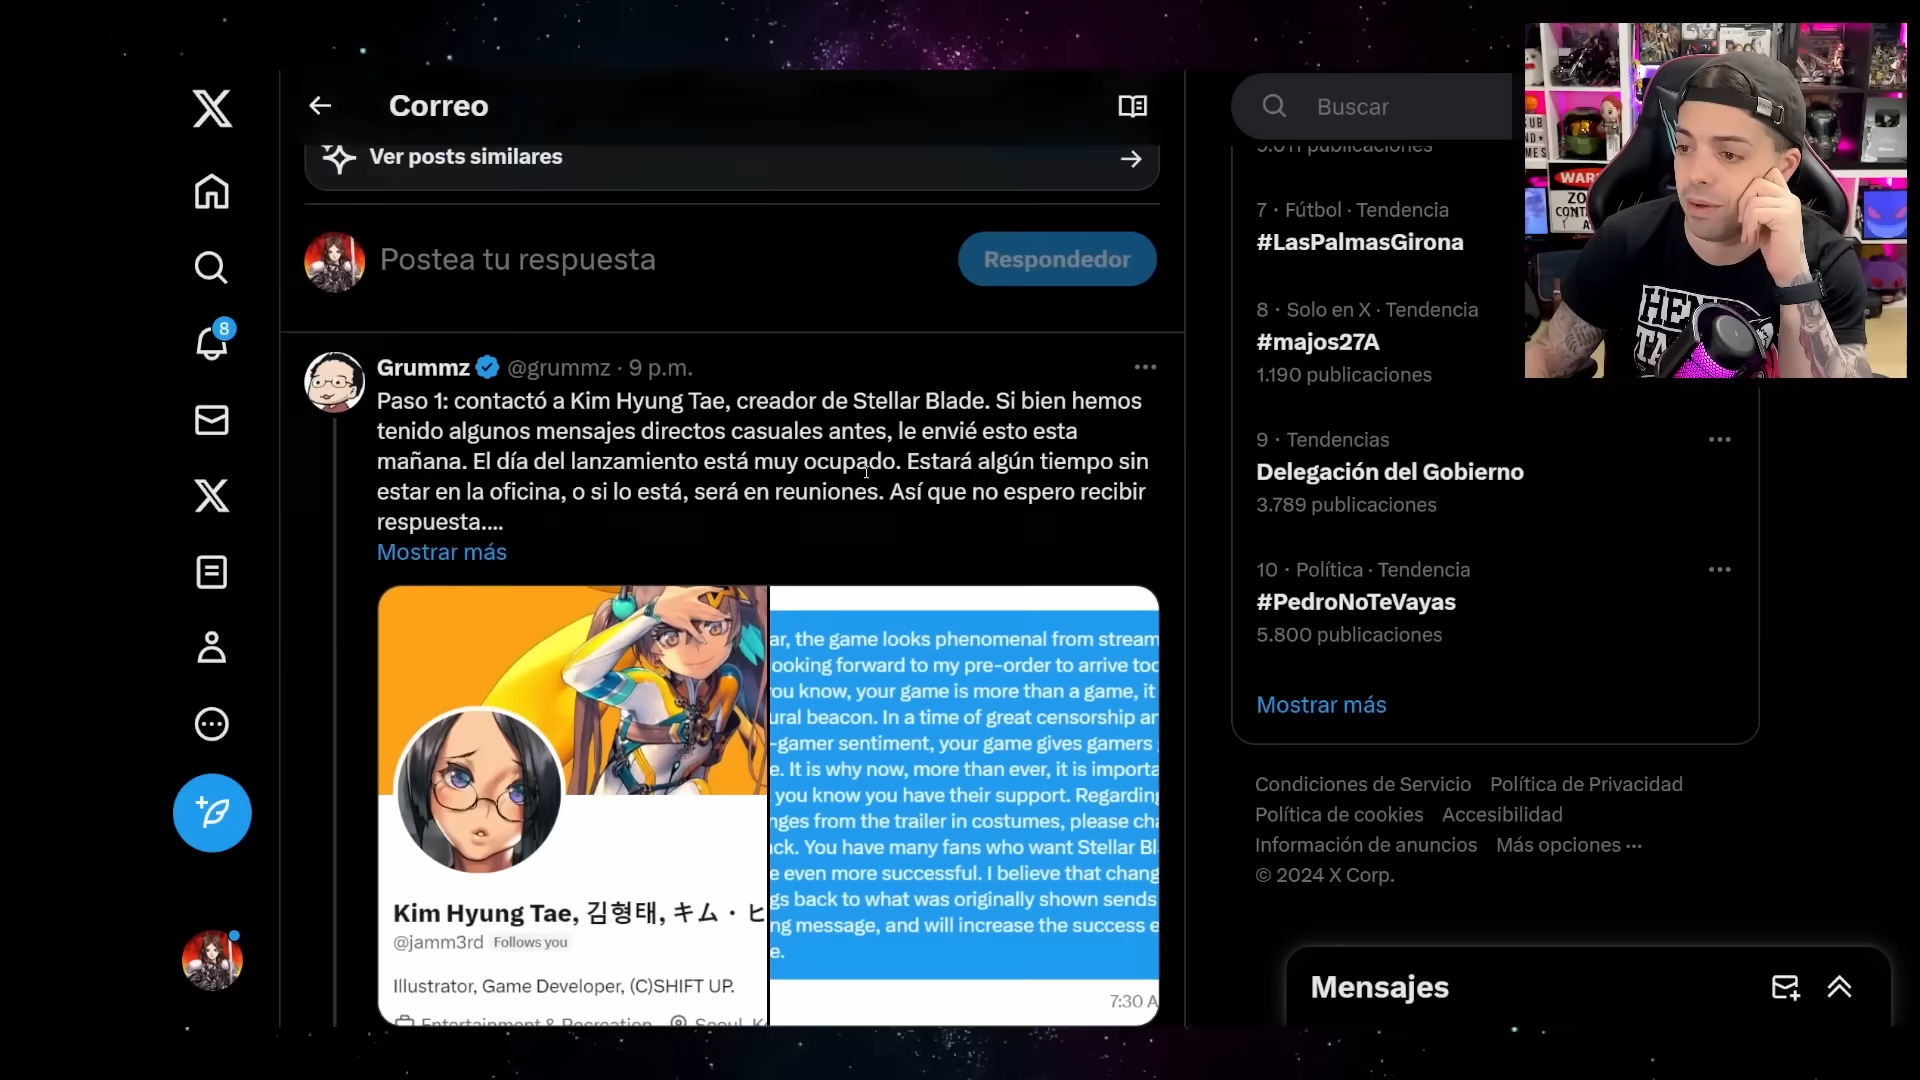 Correo
Ver posts similares
Postea tu respuesta
Respondedor
8
Grummz @grummz · 9 p.m.
Paso 1: contactó a Kim Hyung Tae, creador de Stellar Blade. Si bien hemos
tenido algunos mensajes directos casuales antes, le envié esto esta
mañana. El día del lanzamiento está muy ocupado. Estará algún tiempo sin
estar en la oficina, o si lo está, será en reuniones. Así que no espero recibir
respuesta....
Mostrar más
Kim Hyung Tae, 김형태, キム・ヒ
@jamm3rd Follows you
Illustrator, Game Developer, (C)SHIFT UP.
Entertainment & Recreation
ar, the game looks phenomenal from stream
ooking forward to my pre-order to arrive too
ou know, your game is more than a game, it
ural beacon. In a time of great censorship an
-gamer sentiment, your game gives gamers
e. It is why now, more than ever, it is importa
you know you have their support. Regarding
nges from the trailer in costumes, please cha
ck. You have many fans who want Stellar Bl
e even more successful. I believe that chang
gs back to what was originally shown sends
ng message, and will increase the success
e.
7:30 A
Buscar
7 · Fútbol · Tendencia
#LasPalmasGirona
8 · Solo en X · Tendencia
#majos27A
1.190 publicaciones
9 · Tendencias
Delegación del Gobierno
3.789 publicaciones
10 · Política · Tendencia
#PedroNoTeVayas
5.800 publicaciones
Mostrar más
Condiciones de Servicio Política de Privacidad
Política de cookies Accesibilidad
Información de anuncios Más opciones ···
© 2024 X Corp.
Mensajes